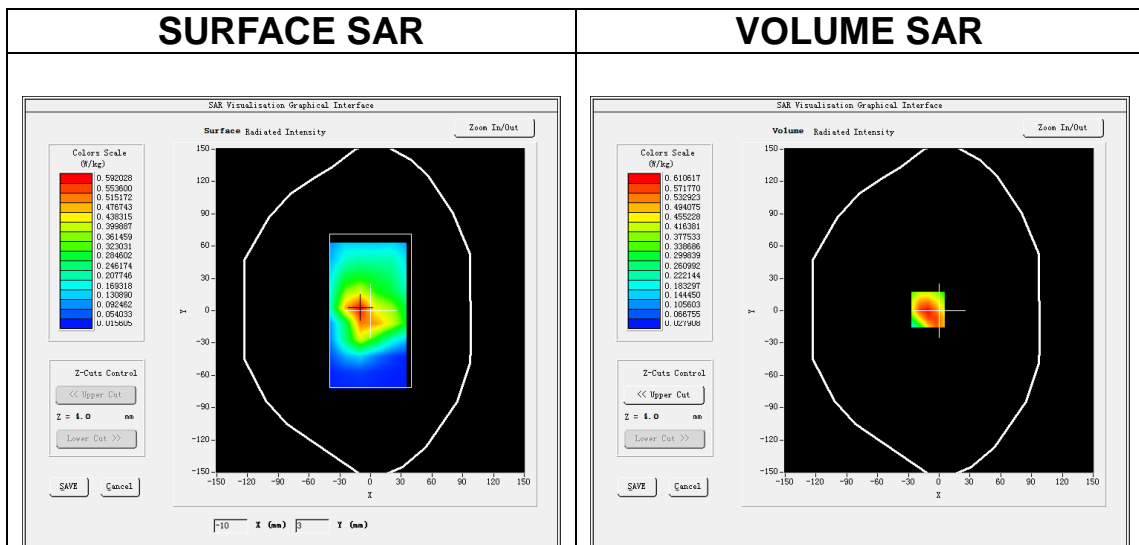 SURFACE SAR
VOLUME SAR
SAR Visualisation Graphical Interface
Surface Radiated Intensity
Zoom In/Out
Colors Scale
(W/kg)
0.592028
0.553600
0.515172
0.476743
0.438315
0.399887
0.361459
0.323031
0.284602
0.246174
0.207746
0.169318
0.130890
0.092462
0.054033
0.015605
Z-Cuts Control
<< Upper Cut
Z = 4.0 mm
Lower Cut >>
SAVE Cancel
150
120
90
60
30
0
-30
-60
-90
-120
-150
Y
-150 -120 -90 -60 -30 0 30 60 90 120 150
X
-10 X (mm) 3 Y (mm)
SAR Visualisation Graphical Interface
Volume Radiated Intensity
Zoom In/Out
Colors Scale
(W/kg)
0.610617
0.571770
0.532923
0.494075
0.455228
0.416381
0.377533
0.338686
0.299839
0.260992
0.222144
0.183297
0.144450
0.105603
0.066755
0.027908
Z-Cuts Control
<< Upper Cut
Z = 4.0 mm
Lower Cut >>
SAVE Cancel
150
120
90
60
30
0
-30
-60
-90
-120
-150
Y
-150 -120 -90 -60 -30 0 30 60 90 120 150
X